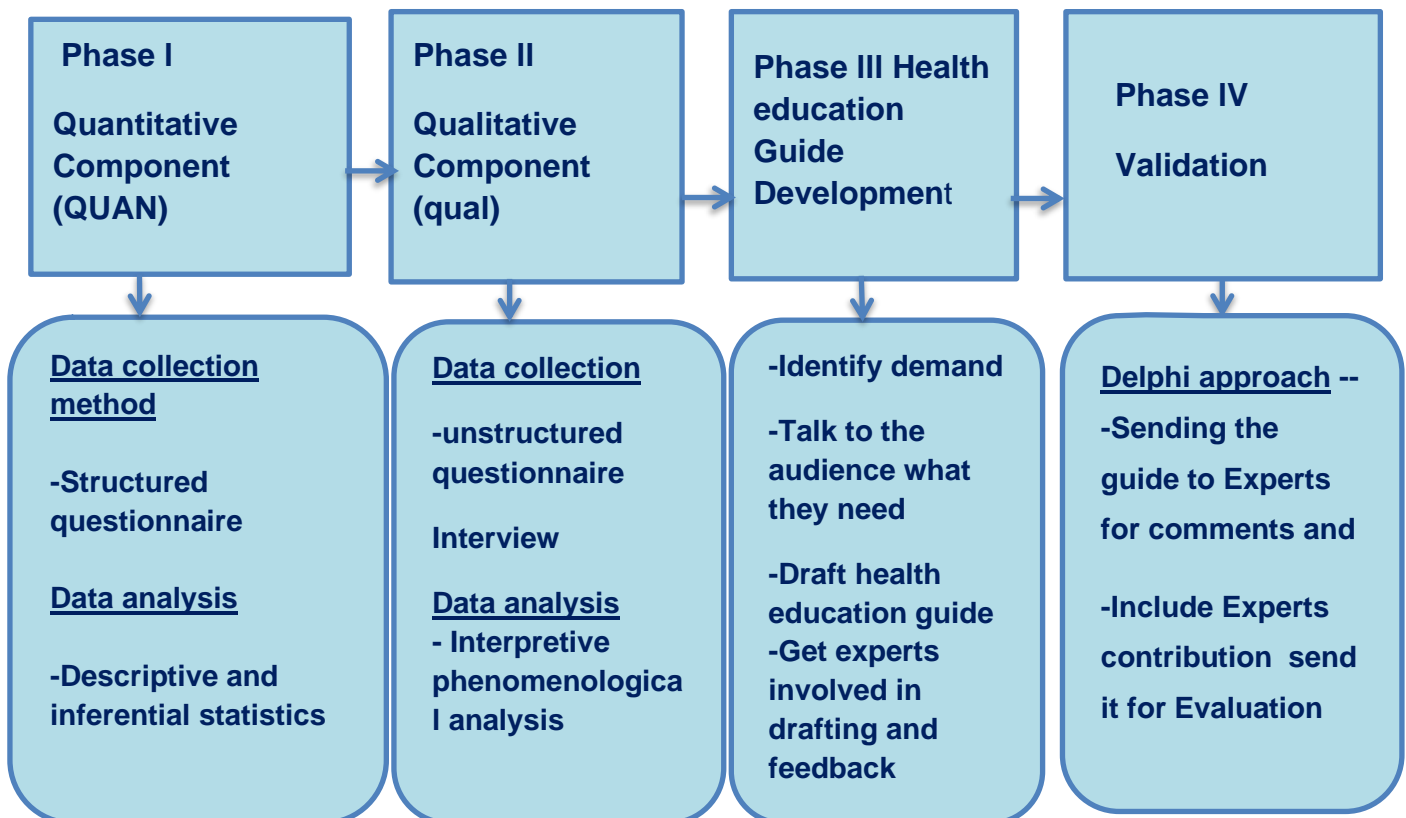 Phase I
Quantitative
Component
(QUAN)
Phase II
Qualitative
Component
(qual)
Phase III Health
education
Guide
Development
Phase IV
Validation
Data collection
method
-Structured
questionnaire
Data analysis
-Descriptive and
inferential statistics
Data collection
-unstructured
questionnaire
Interview
Data analysis
- Interpretive
phenomenologica
l analysis
-Identify demand
-Talk to the
audience what
they need
-Draft health
education guide
-Get experts
involved in
drafting and
feedback
Delphi approach --
-Sending the
guide to Experts
for comments and
-Include Experts
contribution  send
it for Evaluation